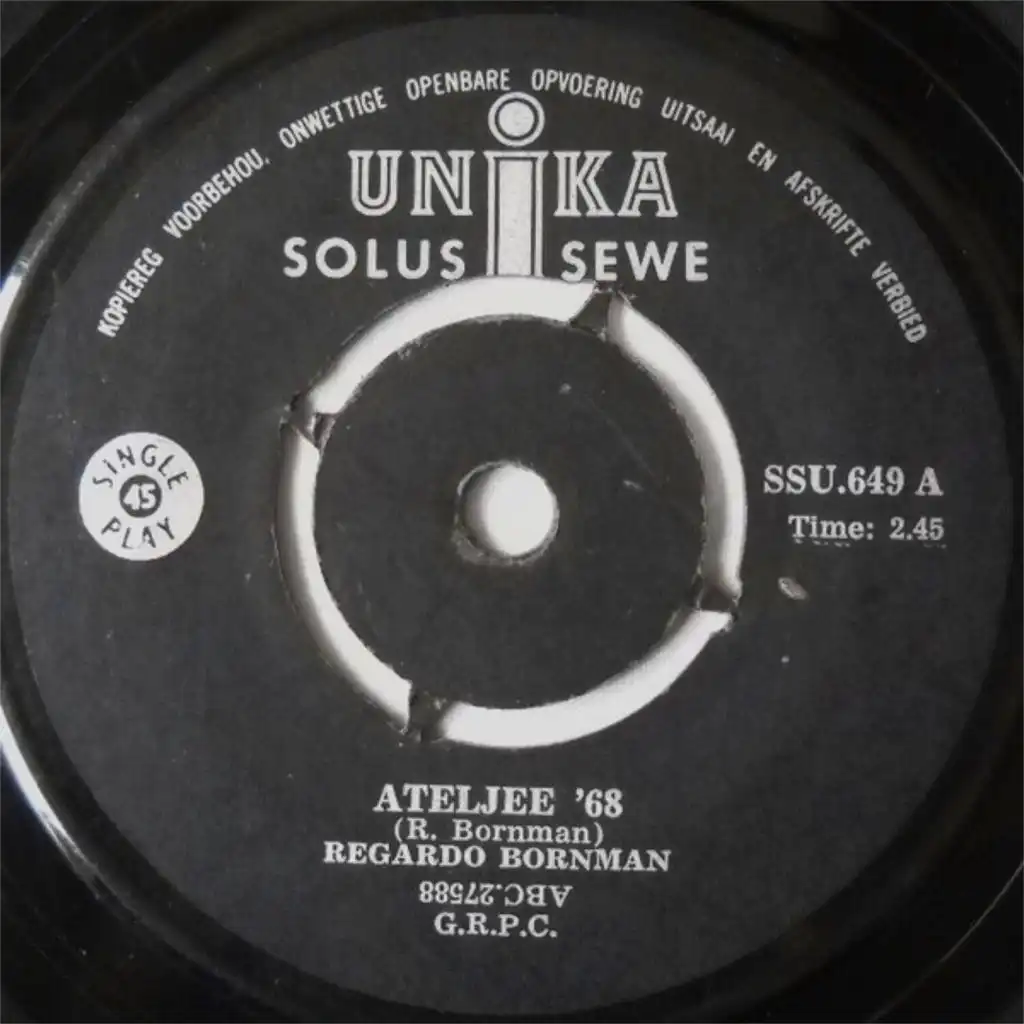 KOPIEREG VOORBEHOU. ONWETTIGE OPENBARE OPVOERING UITSAAI EN AFSKRIFTE VERBIED
UNiKA
SOLUS SEWE
SINGLE
45
PLAY
SSU.649 A
Time: 2.45
ATELJEE ’68
(R. Bornman)
REGARDO BORNMAN
ABC.27588
G.R.P.C.